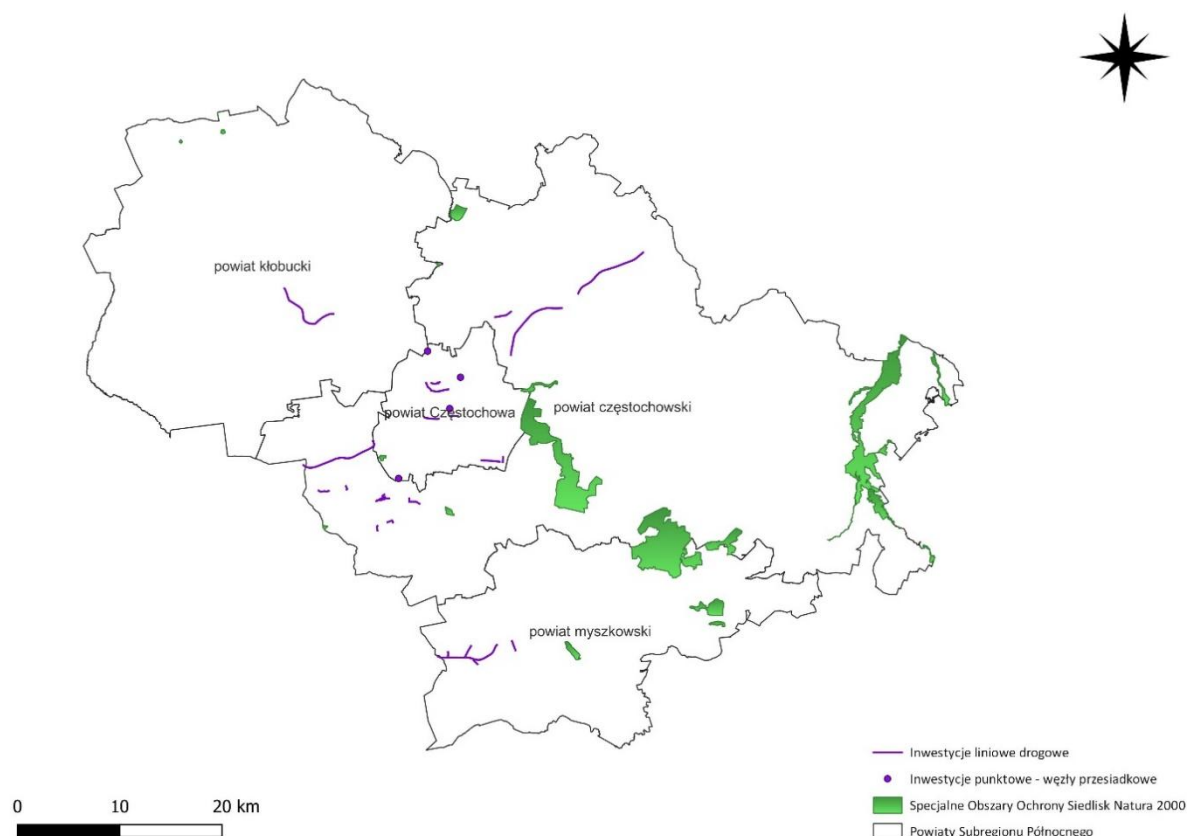 powiat kłobucki
powiat Częstochowa
powiat częstochowski
powiat myszkowski
Inwestycje liniowe drogowe
Inwestycje punktowe - węzły przesiadkowe
Specjalne Obszary Ochrony Siedlisk Natura 2000
Powiaty Subregionu Północnego
0 10 20 km